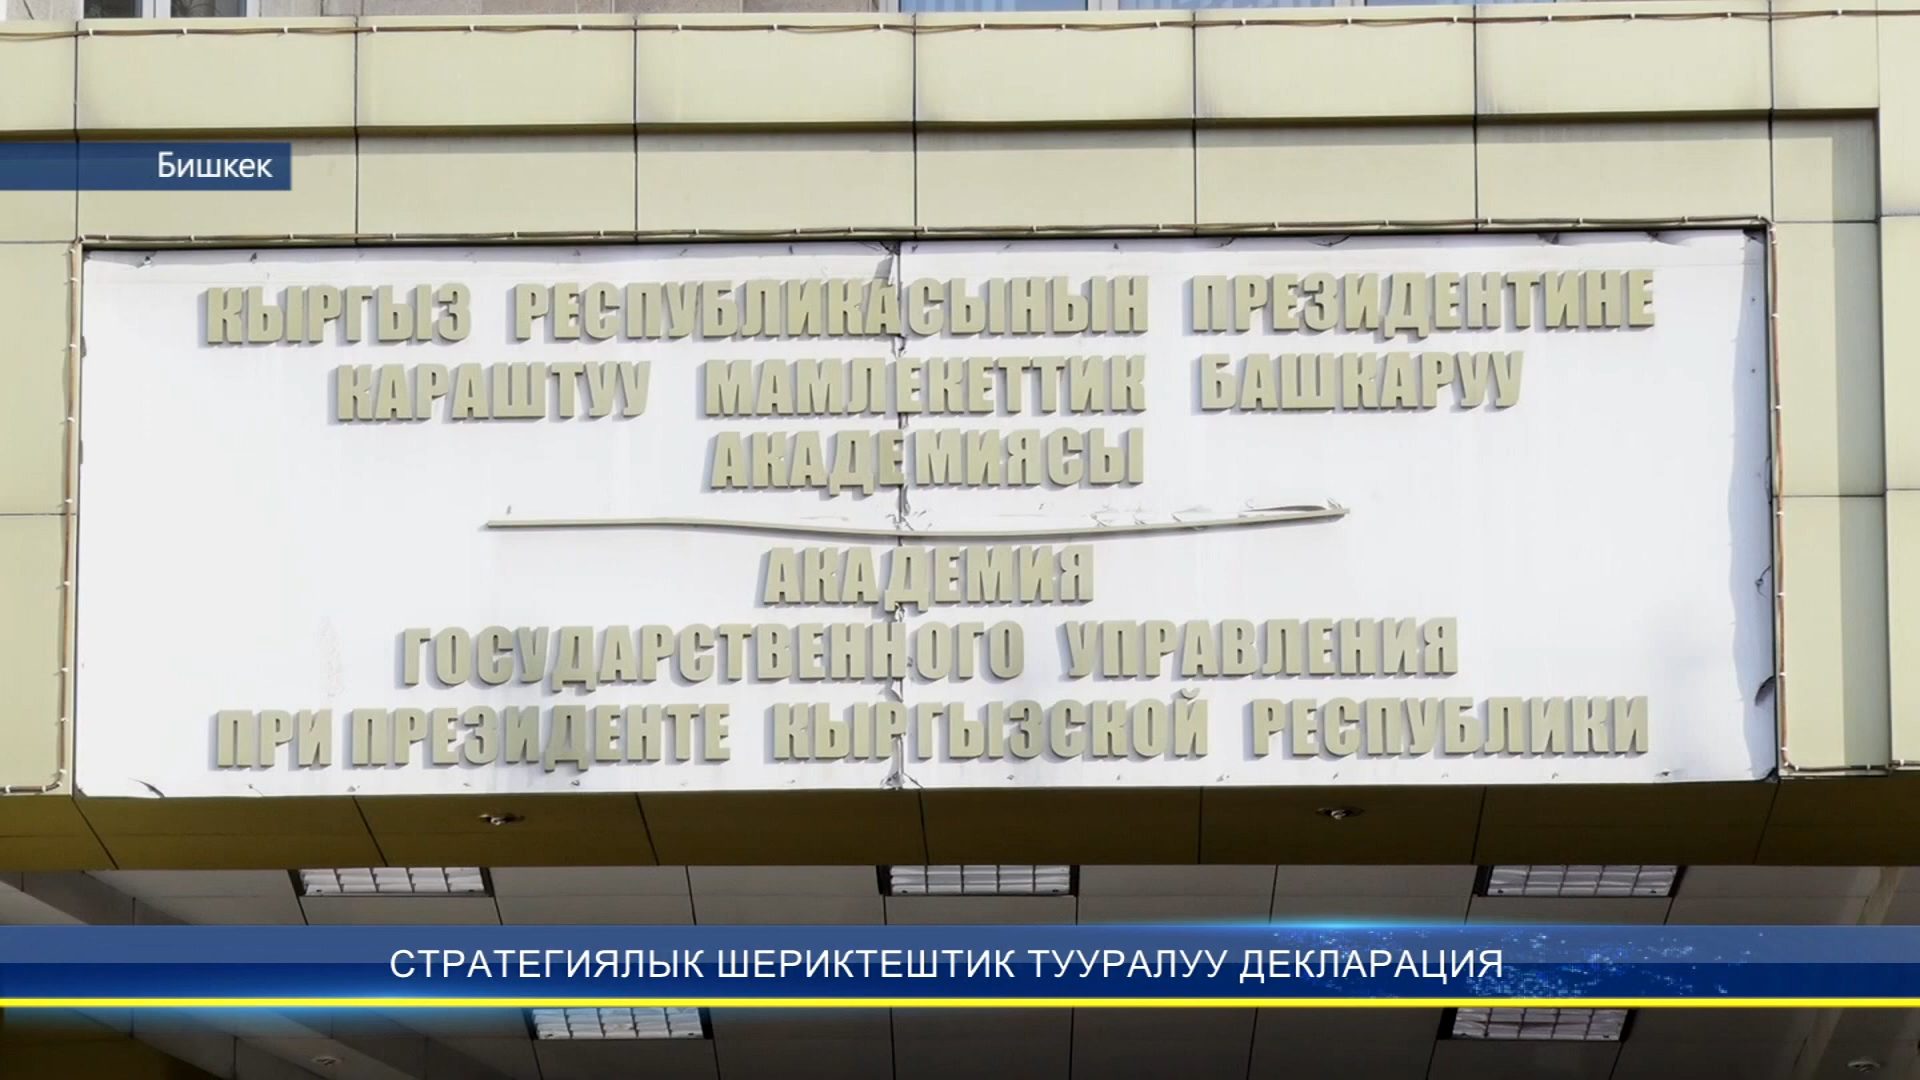 Бишкек
КЫРГЫЗ РЕСПУБЛИКАСЫНЫН ПРЕЗИДЕНТИНЕ
КАРАШТУУ МАМЛЕКЕТТИК БАШКАРУУ
АКАДЕМИЯСЫ
АКАДЕМИЯ
ГОСУДАРСТВЕННОГО УПРАВЛЕНИЯ
ПРИ ПРЕЗИДЕНТЕ КЫРГЫЗСКОЙ РЕСПУБЛИКИ
СТРАТЕГИЯЛЫК ШЕРИКТЕШТИК ТУУРАЛУУ ДЕКЛАРАЦИЯ